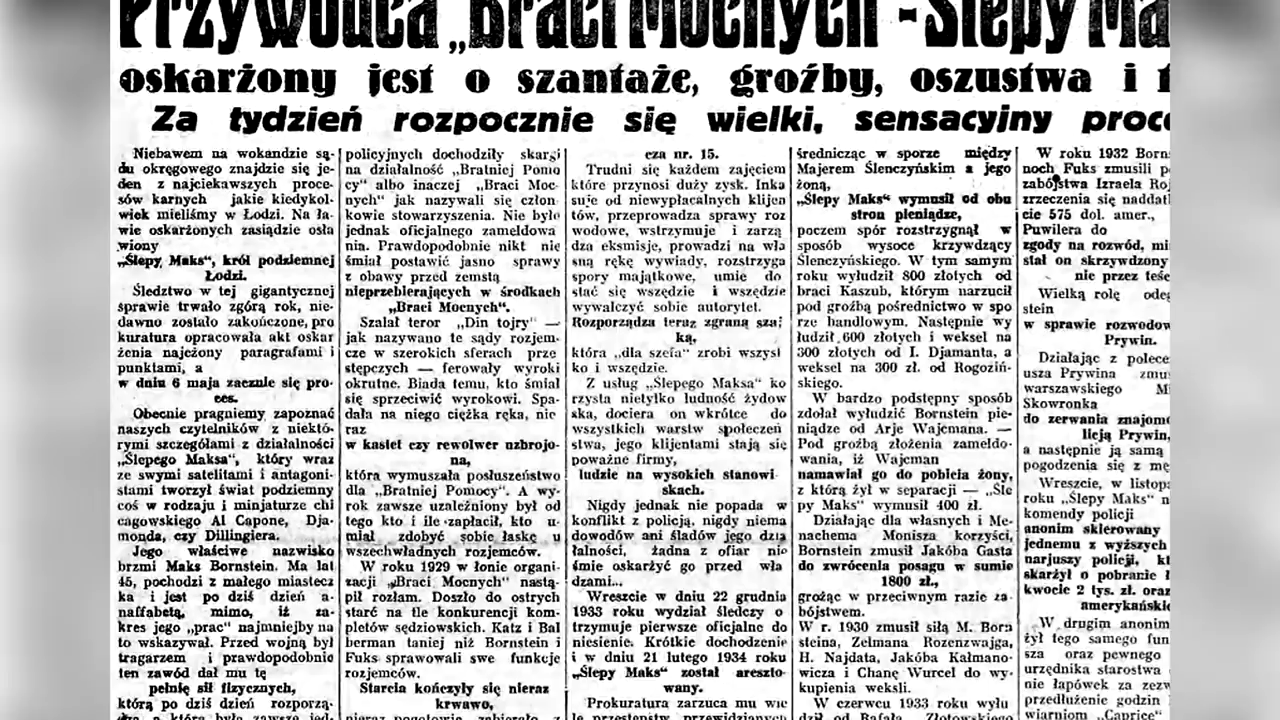 Przywódca „Braci Mocnych" - Ślepy Ma
oskarżony jest o szantaże, groźby, oszustwa i
Za tydzień rozpocznie się wielki, sensacyjny proce
Niebawem na wokandzie są-
du okręgowego znajdzie się je-
den z najciekawszych proce-
sów karnych jakie kiedykol-
wiek mieliśmy w Łodzi. Na ła-
wie oskarżonych zasiądzie osła
wiony
„Ślepy Maks", król podziemnej
Łodzi.
Śledztwo w tej gigantycznej
sprawie trwało zgórą rok, nie-
dawno zostało zakończone, pro
kuratura opracowała akt oskar
żenia najeżony paragrafami i
punktami, a
w dniu 6 maja zacznie się pro-
ces.
Obecnie pragniemy zapoznać
naszych czytelników z niektó-
rymi szczegółami z działalności
„Ślepego Maksa", który wraz
ze swymi satelitami i antagoni-
stami tworzył świat podziemny
coś w rodzaju i minjaturze chi
cagowskiego Al Capone, Dja-
monda, czy Dillingiera.
Jego właściwe nazwisko
brzmi Maks Bornstein. Ma lat
45, pochodzi z małego miastecz
ka i jest po dziś dzień a-
nalfabetą, mimo, iż za-
kres jego „prac" najmniejby na
to wskazywał. Przed wojną był
tragarzem i prawdopodobnie
ten zawód dał mu tę
pełnię sił fizycznych,
którą po dziś dzień rozporzą-
dza, a która była zawsze jed-
policyjnych dochodziły skargi
na działalność „Bratniej Pomo
cy" albo inaczej „Braci Moc-
nych" jak nazywali się człon
kowie stowarzyszenia. Nie było
jednak oficjalnego zameldowa
nia. Prawdopodobnie nikt nie
śmiał postawić jasno sprawy
z obawy przed zemstą
nieprzebierających w środkach
„Braci Mocnych".
Szalał teror „Din tojry" —
jak nazywano te sądy rozjem-
cze w szerokich sferach prze
stępczych — ferowały wyroki
okrutne. Biada temu, kto śmiał
się sprzeciwić wyrokowi. Spa-
dała na niego ciężka ręka, nie
raz
w kastet czy rewolwer uzbrojo-
na,
która wymuszała posłuszeństwo
dla „Bratniej Pomocy". A wy-
rok zawsze uzależniony był od
tego kto i ile zapłacił, kto u-
miał zdobyć sobie łaskę u
wszechwładnych rozjemców.
W roku 1929 w łonie organi-
zacji „Braci Mocnych" nastą-
pił rozłam. Doszło do ostrych
starć na tle konkurencji kom-
pletów sędziowskich. Katz i Bal
berman taniej niż Bornstein i
Fuks sprawowali swe funkcje
rozjemców.
Starcia kończyły się nieraz
krwawo,
nieraz pogotowie zabierało z
cza nr. 15.
Trudni się każdem zajęciem
które przynosi duży zysk. Inka
suje od niewypłacalnych klijen
tów, przeprowadza sprawy roz
wodowe, wstrzymuje i zarzą
dza eksmisje, prowadzi na wła
sną rękę wywiady, rozstrzyga
spory majątkowe, umie do
stać się wszędzie i wszędzie
wywalczyć sobie autorytet.
Rozporządza teraz zgraną szaj
ką,
która „dla szefa" zrobi wszyst
ko i wszędzie.
Z usług „Ślepego Maksa" ko
rzysta nietylko ludność żydow
ska, dociera on wkrótce do
wszystkich warstw społeczeń
stwa, jego klijentami stają się
poważne firmy,
ludzie na wysokich stanowi
skach.
Nigdy jednak nie popada w
konflikt z policją, nigdy niema
dowodów ani śladów jego dzia
łalności, żadna z ofiar nie
śmie oskarżyć go przed wła
dzami...
Wreszcie w dniu 22 grudnia
1933 roku wydział śledczy o
trzymuje pierwsze oficjalne do
niesienie. Krótkie dochodzenie
i w dniu 21 lutego 1934 roku
„Ślepy Maks" został areszto-
wany.
Prokuratura zarzuca mu wie
le przestępstw, przewidzianych
średnicząc w sporze między
Majerem Ślenczyńskim a jego
żoną,
„Ślepy Maks" wymusił od obu
stron pieniądze,
poczem spór rozstrzygnął w
sposób wysoce krzywdzący
Ślenczyńskiego. W tym samym
roku wyłudził 800 złotych od
braci Kaszub, którym narzucił
pod groźbą pośrednictwo w spo
rze handlowym. Następnie wy
łudził 600 złotych i weksel na
300 złotych od I. Djamanta, a
weksel na 300 zł. od Rogoziń-
skiego.
W bardzo podstępny sposób
zdołał wyłudzić Bornstein pie-
niądze od Arje Wajcmana. —
Pod groźbą złożenia zameldo-
wania, iż Wajcman
namawiał go do pobicia żony,
z którą żył w separacji — „Śle
py Maks" wymusił 400 zł.
Działając dla własnych i Me-
nachema Monisza korzyści,
Bornstein zmusił Jakóba Gasta
do zwrócenia posagu w sumie
1800 zł.,
grożąc w przeciwnym razie za-
bójstwem.
W r. 1930 zmusił siłą M. Born
steina, Zelmana Rozenzwajga,
H. Najdata, Jakóba Kałmano-
wicza i Chanę Wurcel do wy-
kupienia weksli.
W czerwcu 1933 roku wyłu
dził od Rafała Złotowskiego
W roku 1932 Born
noch Fuks zmusili p
zabójstwa Izraela Ro
zrzeczenia się naddat
cie 575 dol. amer.,
Puwilera do
zgody na rozwód, mi
stał on skrzywdzony
nie przez teśc
Wielką rolę odeg
stein
w sprawie rozwodow
Prywin.
Działając z polece
usza Prywina zmu
warszawskiego M
Skowronka
do zerwania znajomo
licją Prywin,
a następnie ją samą
pogodzenia się z mę
Wreszcie, w listop
roku „Ślepy Maks" n
komendy policji
anonim skierowany
jednemu z wyższych
narjuszy policji, kt
skarżył o pobranie ł
kwocie 2 tys. zł. oraz
amerykański
W drugim anonim
żył tego samego fun
sza oraz pewnego
urzędnika starostwa
nie łapówek za zezw
przedłużenie godzin
wiarniom „Caprice"